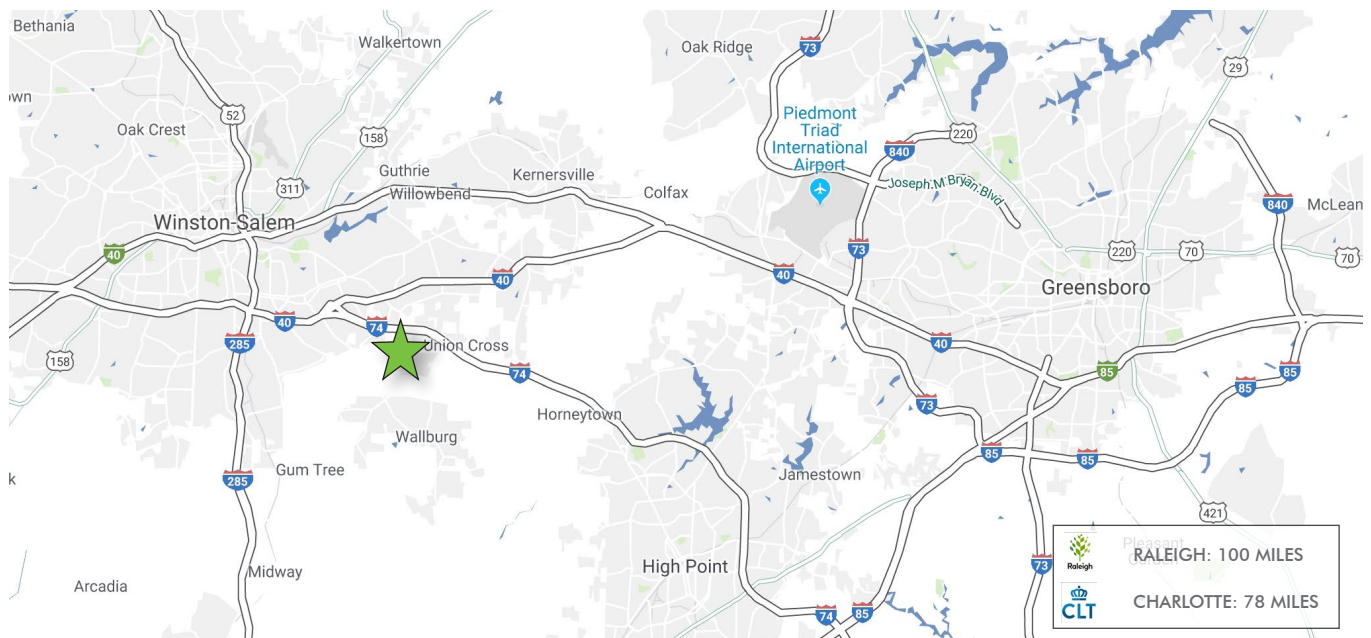 Bethania
Walkertown
Oak Ridge
73
29
own
52
Oak Crest
158
Piedmont
Triad
International
Airport
220
840
Guthrie
Kernersville
311
Willowbend
Colfax
Joseph M Bryan Blvd
840
McLean
Winston-Salem
40
73
220
70
70
40
40
Greensboro
40
74
285
Union Cross
40
158
74
85
85
85
73
Horneytown
Wallburg
85
85
Gum Tree
285
Jamestown
421
k
Pleasant
Garden
Raleigh
RALEIGH: 100 MILES
High Point
73
Midway
Arcadia
CLT
CHARLOTTE: 78 MILES
74
85